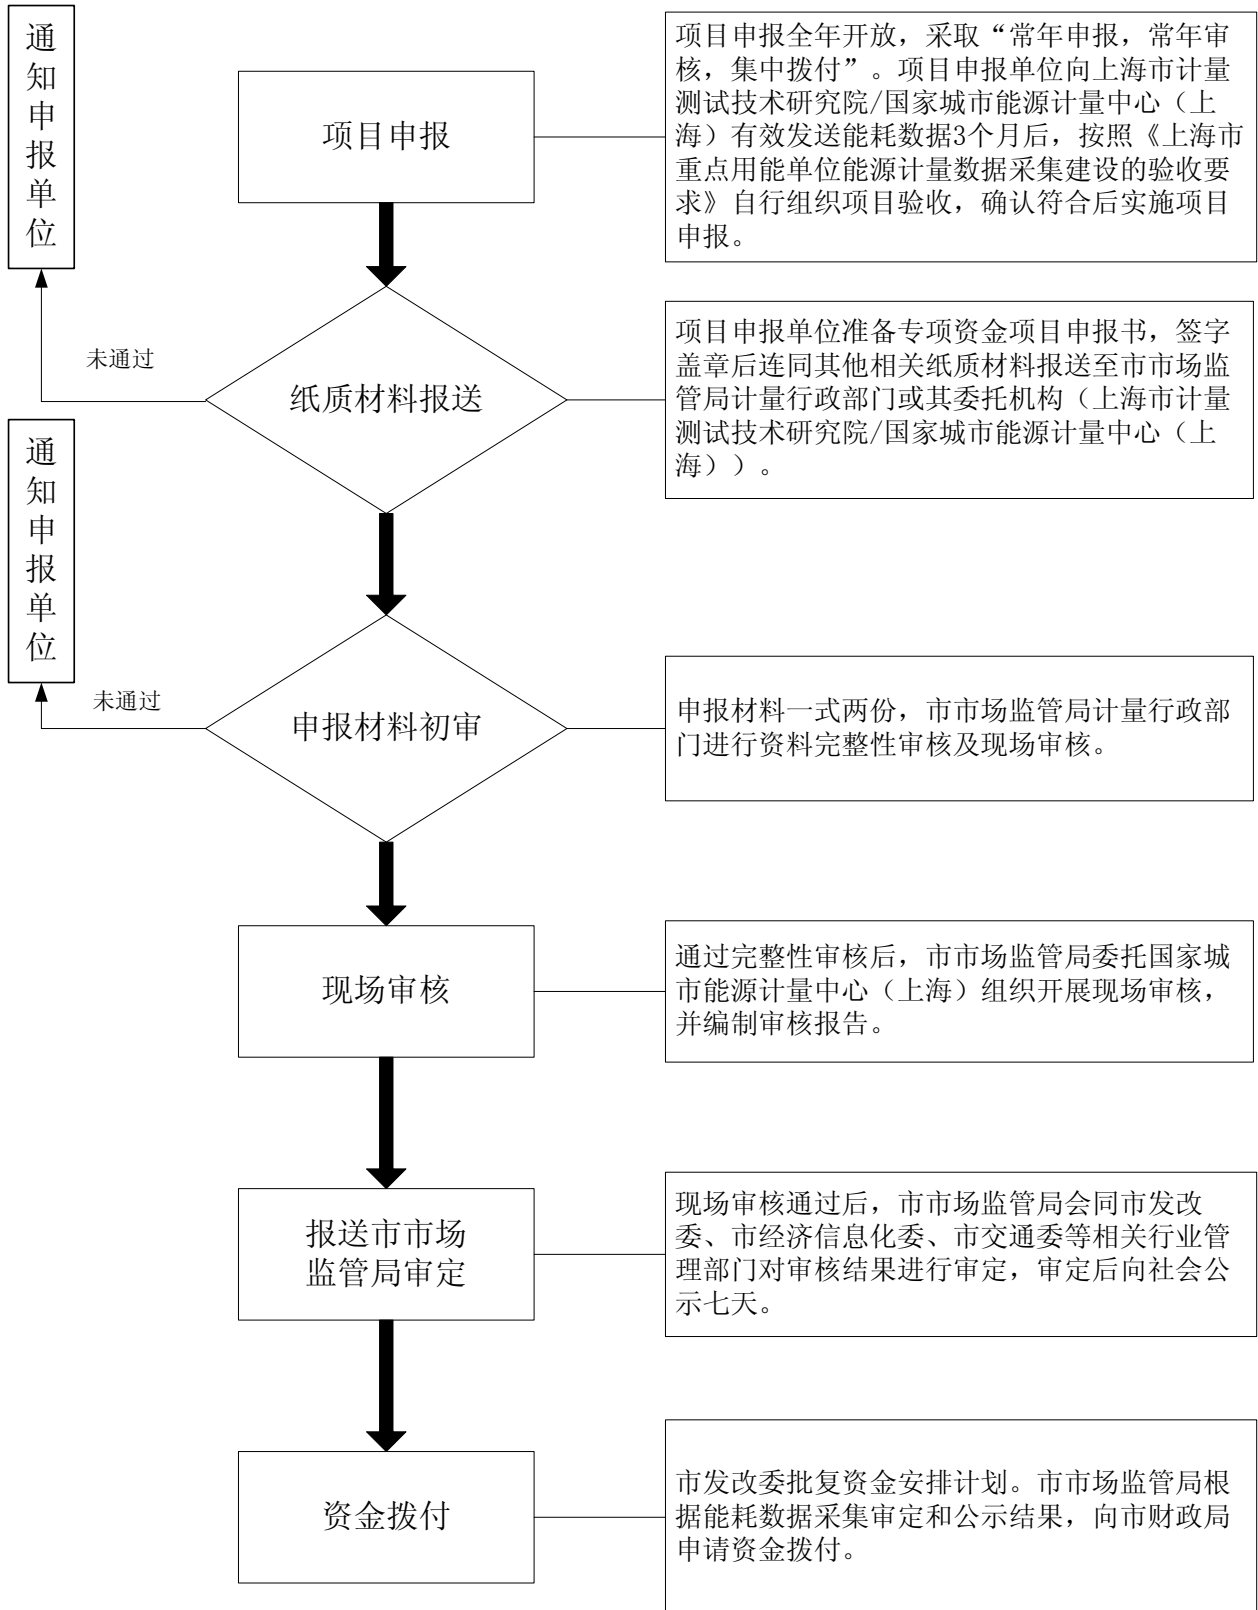 通
知
申
报
单
位
项目申报
项目申报全年开放，采取“常年申报，常年审
核，集中拨付”。项目申报单位向上海市计量
测试技术研究院/国家城市能源计量中心（上
海）有效发送能耗数据3个月后，按照《上海市
重点用能单位能源计量数据采集建设的验收要
求》自行组织项目验收，确认符合后实施项目
申报。
未通过
纸质材料报送
项目申报单位准备专项资金项目申报书，签字
盖章后连同其他相关纸质材料报送至市市场监
管局计量行政部门或其委托机构（上海市计量
测试技术研究院/国家城市能源计量中心（上
海））。
通
知
申
报
单
位
未通过
申报材料初审
申报材料一式两份，市市场监管局计量行政部
门进行资料完整性审核及现场审核。
现场审核
通过完整性审核后，市市场监管局委托国家城
市能源计量中心（上海）组织开展现场审核，
并编制审核报告。
报送市市场
监管局审定
现场审核通过后，市市场监管局会同市发改
委、市经济信息化委、市交通委等相关行业管
理部门对审核结果进行审定，审定后向社会公
示七天。
资金拨付
市发改委批复资金安排计划。市市场监管局根
据能耗数据采集审定和公示结果，向市财政局
申请资金拨付。